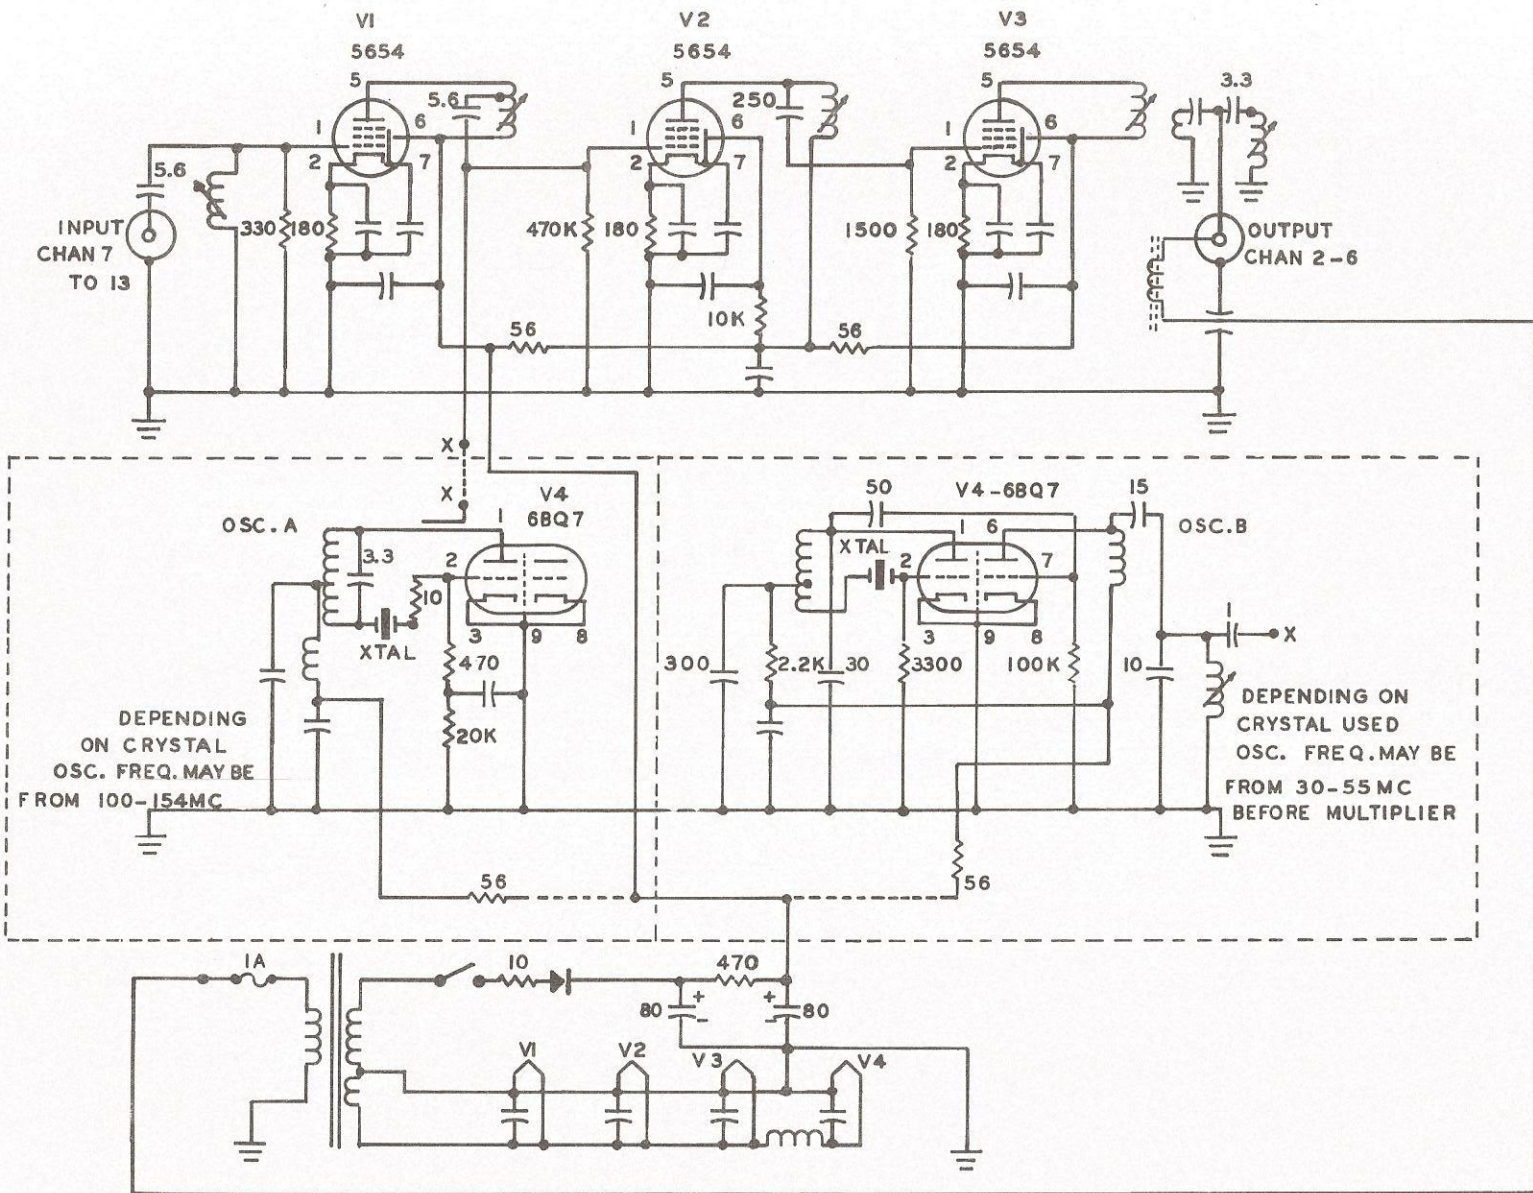 V1
5654
V2
5654
V3
5654
5
5.6
1
6
2
7
5
250
1
6
2
7
5
1
6
2
7
3.3
5.6
INPUT
CHAN 7
TO 13
330
180
470K
180
1500
180
OUTPUT
CHAN 2-6
10K
56
56
X
X
OSC. A
V4
6BQ7
1
3.3
2
10
XTAL
3
9
8
470
20K
DEPENDING
ON CRYSTAL
OSC. FREQ. MAY BE
FROM 100-154MC
56
50
V4-6BQ7
15
OSC. B
XTAL
1
6
2
7
3
9
8
300
2.2K
30
3300
100K
10
1
X
DEPENDING ON
CRYSTAL USED
OSC. FREQ. MAY BE
FROM 30-55MC
BEFORE MULTIPLIER
56
1A
10
470
80
+
-
+
-
80
V1
V2
V3
V4